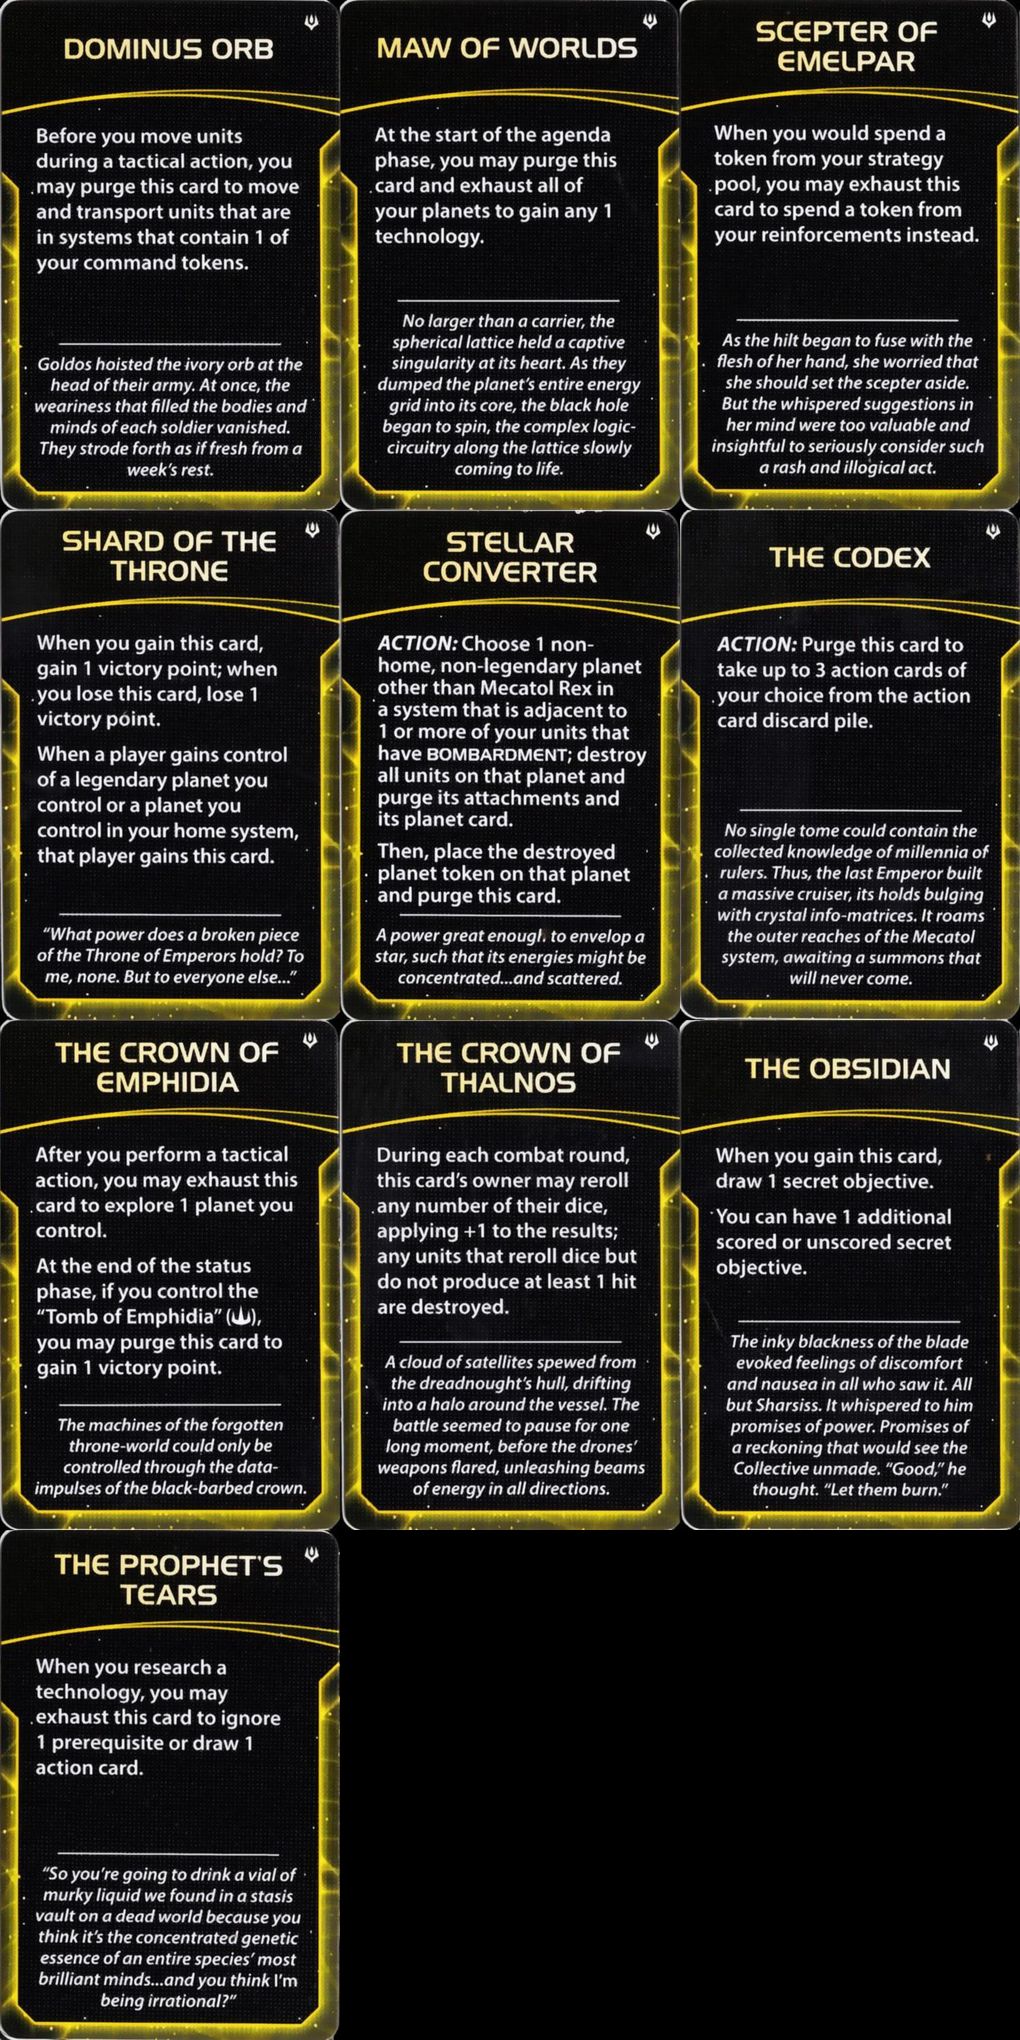 DOMINUS ORB
Before you move units
during a tactical action, you
may purge this card to move
and transport units that are
in systems that contain 1 of
your command tokens.
Goldos hoisted the ivory orb at the
head of their army. At once, the
weariness that filled the bodies and
minds of each soldier vanished.
They strode forth as if fresh from a
week's rest.
MAW OF WORLDS
At the start of the agenda
phase, you may purge this
card and exhaust all of
your planets to gain any 1
technology.
No larger than a carrier, the
spherical lattice held a captive
singularity at its heart. As they
dumped the planet's entire energy
grid into its core, the black hole
began to spin, the complex logic-
circuitry along the lattice slowly
coming to life.
SCEPTER OF
EMELPAR
When you would spend a
token from your strategy
pool, you may exhaust this
card to spend a token from
your reinforcements instead.
As the hilt began to fuse with the
flesh of her hand, she worried that
she should set the scepter aside.
But the whispered suggestions in
her mind were too valuable and
insightful to seriously consider such
a rash and illogical act.
SHARD OF THE
THRONE
When you gain this card,
gain 1 victory point; when
you lose this card, lose 1
victory point.
When a player gains control
of a legendary planet you
control or a planet you
control in your home system,
that player gains this card.
"What power does a broken piece
of the Throne of Emperors hold? To
me, none. But to everyone else..."
STELLAR
CONVERTER
ACTION: Choose 1 non-
home, non-legendary planet
other than Mecatol Rex in
a system that is adjacent to
1 or more of your units that
have BOMBARDMENT; destroy
all units on that planet and
purge its attachments and
its planet card.
Then, place the destroyed
planet token on that planet
and purge this card.
A power great enough to envelop a
star, such that its energies might be
concentrated...and scattered.
THE CODEX
ACTION: Purge this card to
take up to 3 action cards of
your choice from the action
card discard pile.
No single tome could contain the
collected knowledge of millennia of
rulers. Thus, the last Emperor built
a massive cruiser, its holds bulging
with crystal info-matrices. It roams
the outer reaches of the Mecatol
system, awaiting a summons that
will never come.
THE CROWN OF
EMPHIDIA
After you perform a tactical
action, you may exhaust this
card to explore 1 planet you
control.
At the end of the status
phase, if you control the
"Tomb of Emphidia" (),
you may purge this card to
gain 1 victory point.
The machines of the forgotten
throne-world could only be
controlled through the data-
impulses of the black-barbed crown.
THE CROWN OF
THALNOS
During each combat round,
this card's owner may reroll
any number of their dice,
applying +1 to the results;
any units that reroll dice but
do not produce at least 1 hit
are destroyed.
A cloud of satellites spewed from
the dreadnought's hull, drifting
into a halo around the vessel. The
battle seemed to pause for one
long moment, before the drones'
weapons flared, unleashing beams
of energy in all directions.
THE OBSIDIAN
When you gain this card,
draw 1 secret objective.
You can have 1 additional
scored or unscored secret
objective.
The inky blackness of the blade
evoked feelings of discomfort
and nausea in all who saw it. All
but Sharsiss. It whispered to him
promises of power. Promises of
a reckoning that would see the
Collective unmade. "Good," he
thought. "Let them burn."
THE PROPHET'S
TEARS
When you research a
technology, you may
exhaust this card to ignore
1 prerequisite or draw 1
action card.
"So you're going to drink a vial of
murky liquid we found in a stasis
vault on a dead world because you
think it's the concentrated genetic
essence of an entire species' most
brilliant minds...and you think I'm
being irrational?"